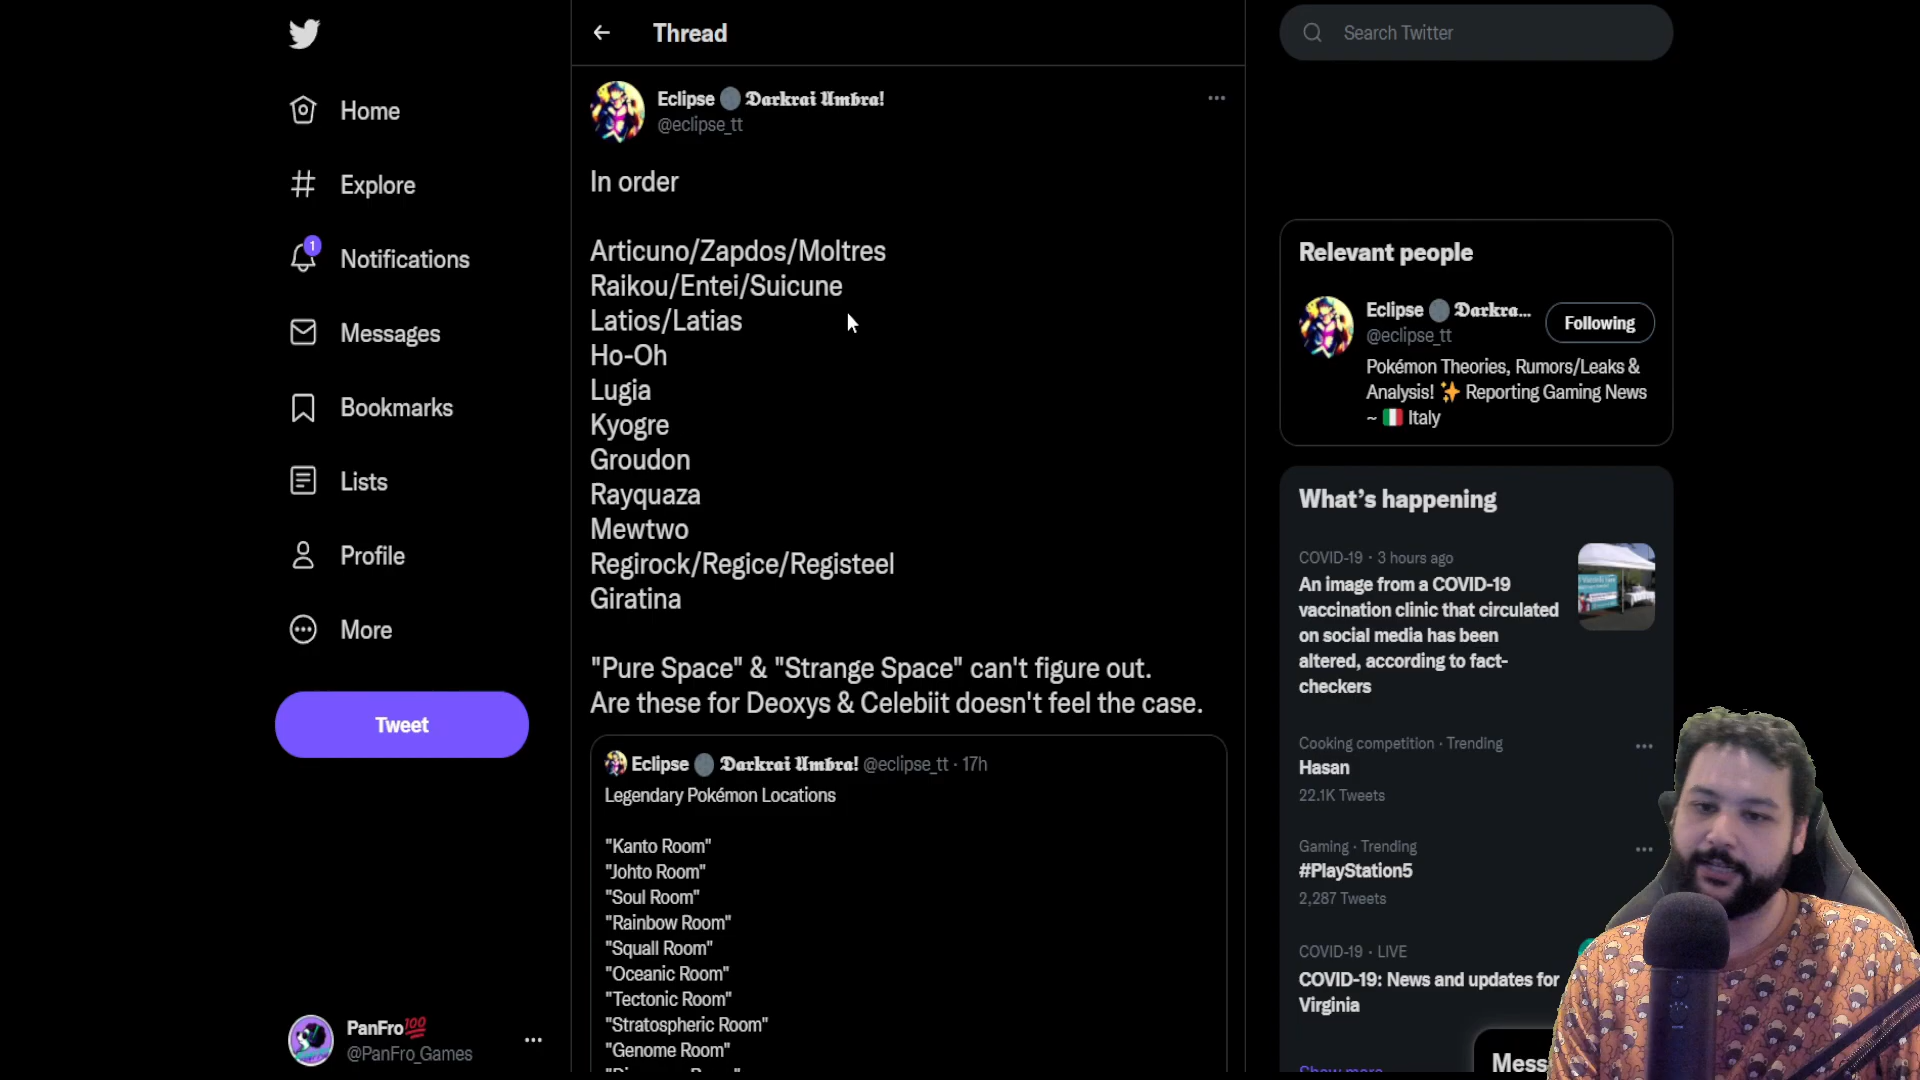 Home
Explore
1
Notifications
Messages
Bookmarks
Lists
Profile
More
Tweet
PanFro💯
@PanFro_Games
Thread
Eclipse 🌑 𝕯𝖆𝖗𝖐𝖗𝖆𝖎 𝖀𝖒𝖇𝖗𝖆!
@eclipse_tt
In order
Articuno/Zapdos/Moltres
Raikou/Entei/Suicune
Latios/Latias
Ho-Oh
Lugia
Kyogre
Groudon
Rayquaza
Mewtwo
Regirock/Regice/Registeel
Giratina
"Pure Space" & "Strange Space" can't figure out.
Are these for Deoxys & Celebiit doesn't feel the case.
Eclipse 🌑 𝕯𝖆𝖗𝖐𝖗𝖆𝖎 𝖀𝖒𝖇𝖗𝖆! @eclipse_tt · 17h
Legendary Pokémon Locations
"Kanto Room"
"Johto Room"
"Soul Room"
"Rainbow Room"
"Squall Room"
"Oceanic Room"
"Tectonic Room"
"Stratospheric Room"
"Genome Room"
Search Twitter
Relevant people
Eclipse 🌑 𝕯𝖆𝖗𝖐𝖗𝖆...
@eclipse_tt
Following
Pokémon Theories, Rumors/Leaks &
Analysis! ✨ Reporting Gaming News
~ 🇮🇹 Italy
What's happening
COVID-19 · 3 hours ago
An image from a COVID-19
vaccination clinic that circulated
on social media has been
altered, according to fact-
checkers
Cooking competition · Trending
Hasan
22.1K Tweets
Gaming · Trending
#PlayStation5
2,287 Tweets
COVID-19 · LIVE
COVID-19: News and updates for
Virginia
Show more
Mess